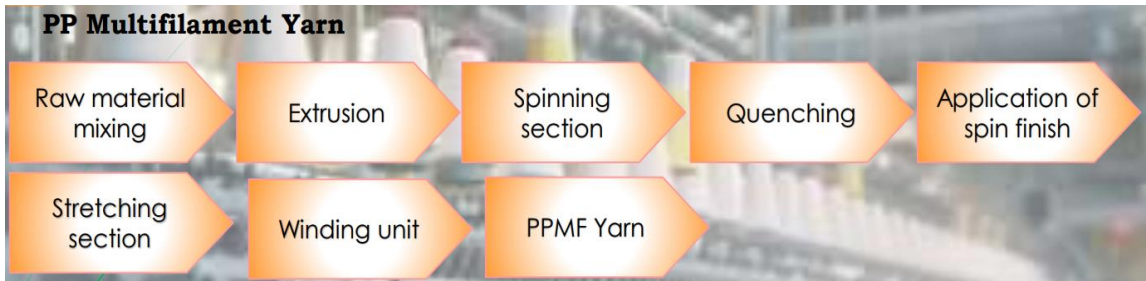 PP Multifilament Yarn
Raw material
mixing
Extrusion
Spinning
section
Quenching
Application of
spin finish
Stretching
section
Winding unit
PPMF Yarn